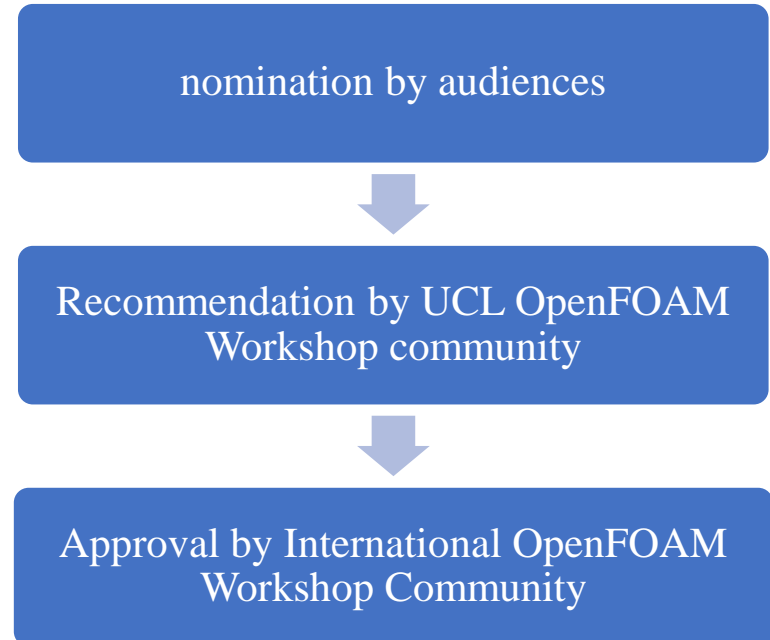 nomination by audiences
Recommendation by UCL OpenFOAM
Workshop community
Approval by International OpenFOAM
Workshop Community